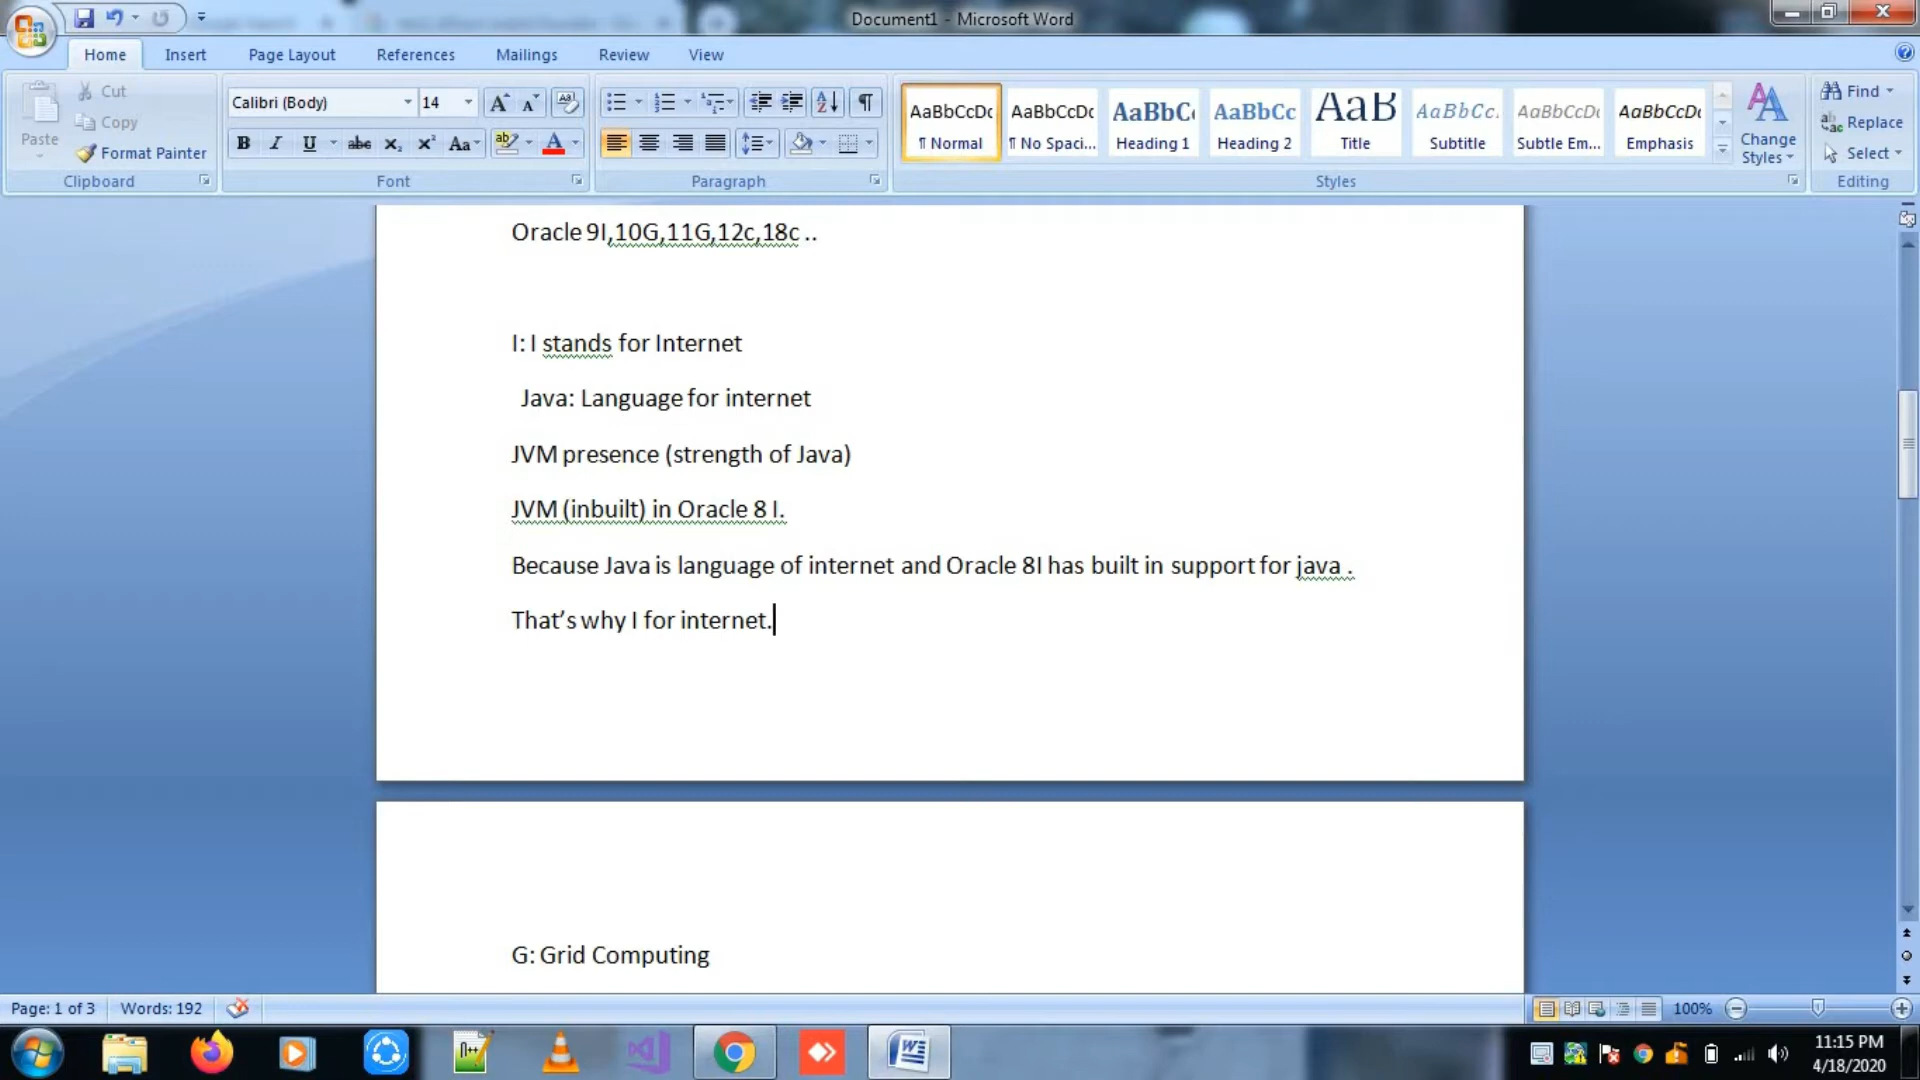 Document1 - Microsoft Word
Home Insert Page Layout References Mailings Review View
Paste
Cut
Copy
Format Painter
Clipboard
Calibri (Body) 14
Font
Paragraph
AaBbCcDc AaBbCcDc AaBbC AaBbCc AaB AaBbCc. AaBbCcDc AaBbCcDc
¶ Normal ¶ No Spaci... Heading 1 Heading 2 Title Subtitle Subtle Em... Emphasis
Change Styles
Styles
Find
Replace
Select
Editing
Oracle 9I,10G,11G,12c,18c ..
I: I stands for Internet
Java: Language for internet
JVM presence (strength of Java)
JVM (inbuilt) in Oracle 8 I.
Because Java is language of internet and Oracle 8I has built in support for java .
That’s why I for internet.
G: Grid Computing
Page: 1 of 3 Words: 192
100%
11:15 PM
4/18/2020